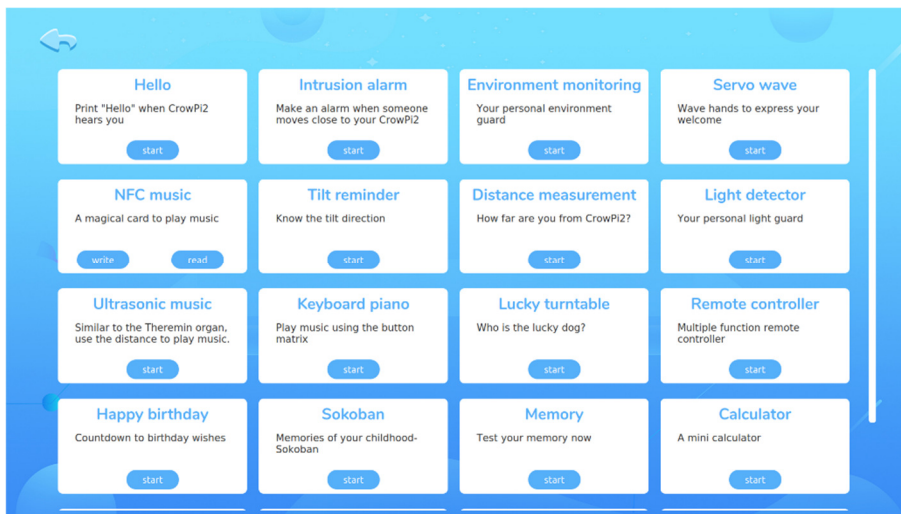 Hello
Print "Hello" when CrowPi2
hears you
start
Intrusion alarm
Make an alarm when someone
moves close to your CrowPi2
start
Environment monitoring
Your personal environment
guard
start
Servo wave
Wave hands to express your
welcome
start
NFC music
A magical card to play music
write
read
Tilt reminder
Know the tilt direction
start
Distance measurement
How far are you from CrowPi2?
start
Light detector
Your personal light guard
start
Ultrasonic music
Similar to the Theremin organ,
use the distance to play music.
start
Keyboard piano
Play music using the button
matrix
start
Lucky turntable
Who is the lucky dog?
start
Remote controller
Multiple function remote
controller
start
Happy birthday
Countdown to birthday wishes
start
Sokoban
Memories of your childhood-
Sokoban
start
Memory
Test your memory now
start
Calculator
A mini calculator
start